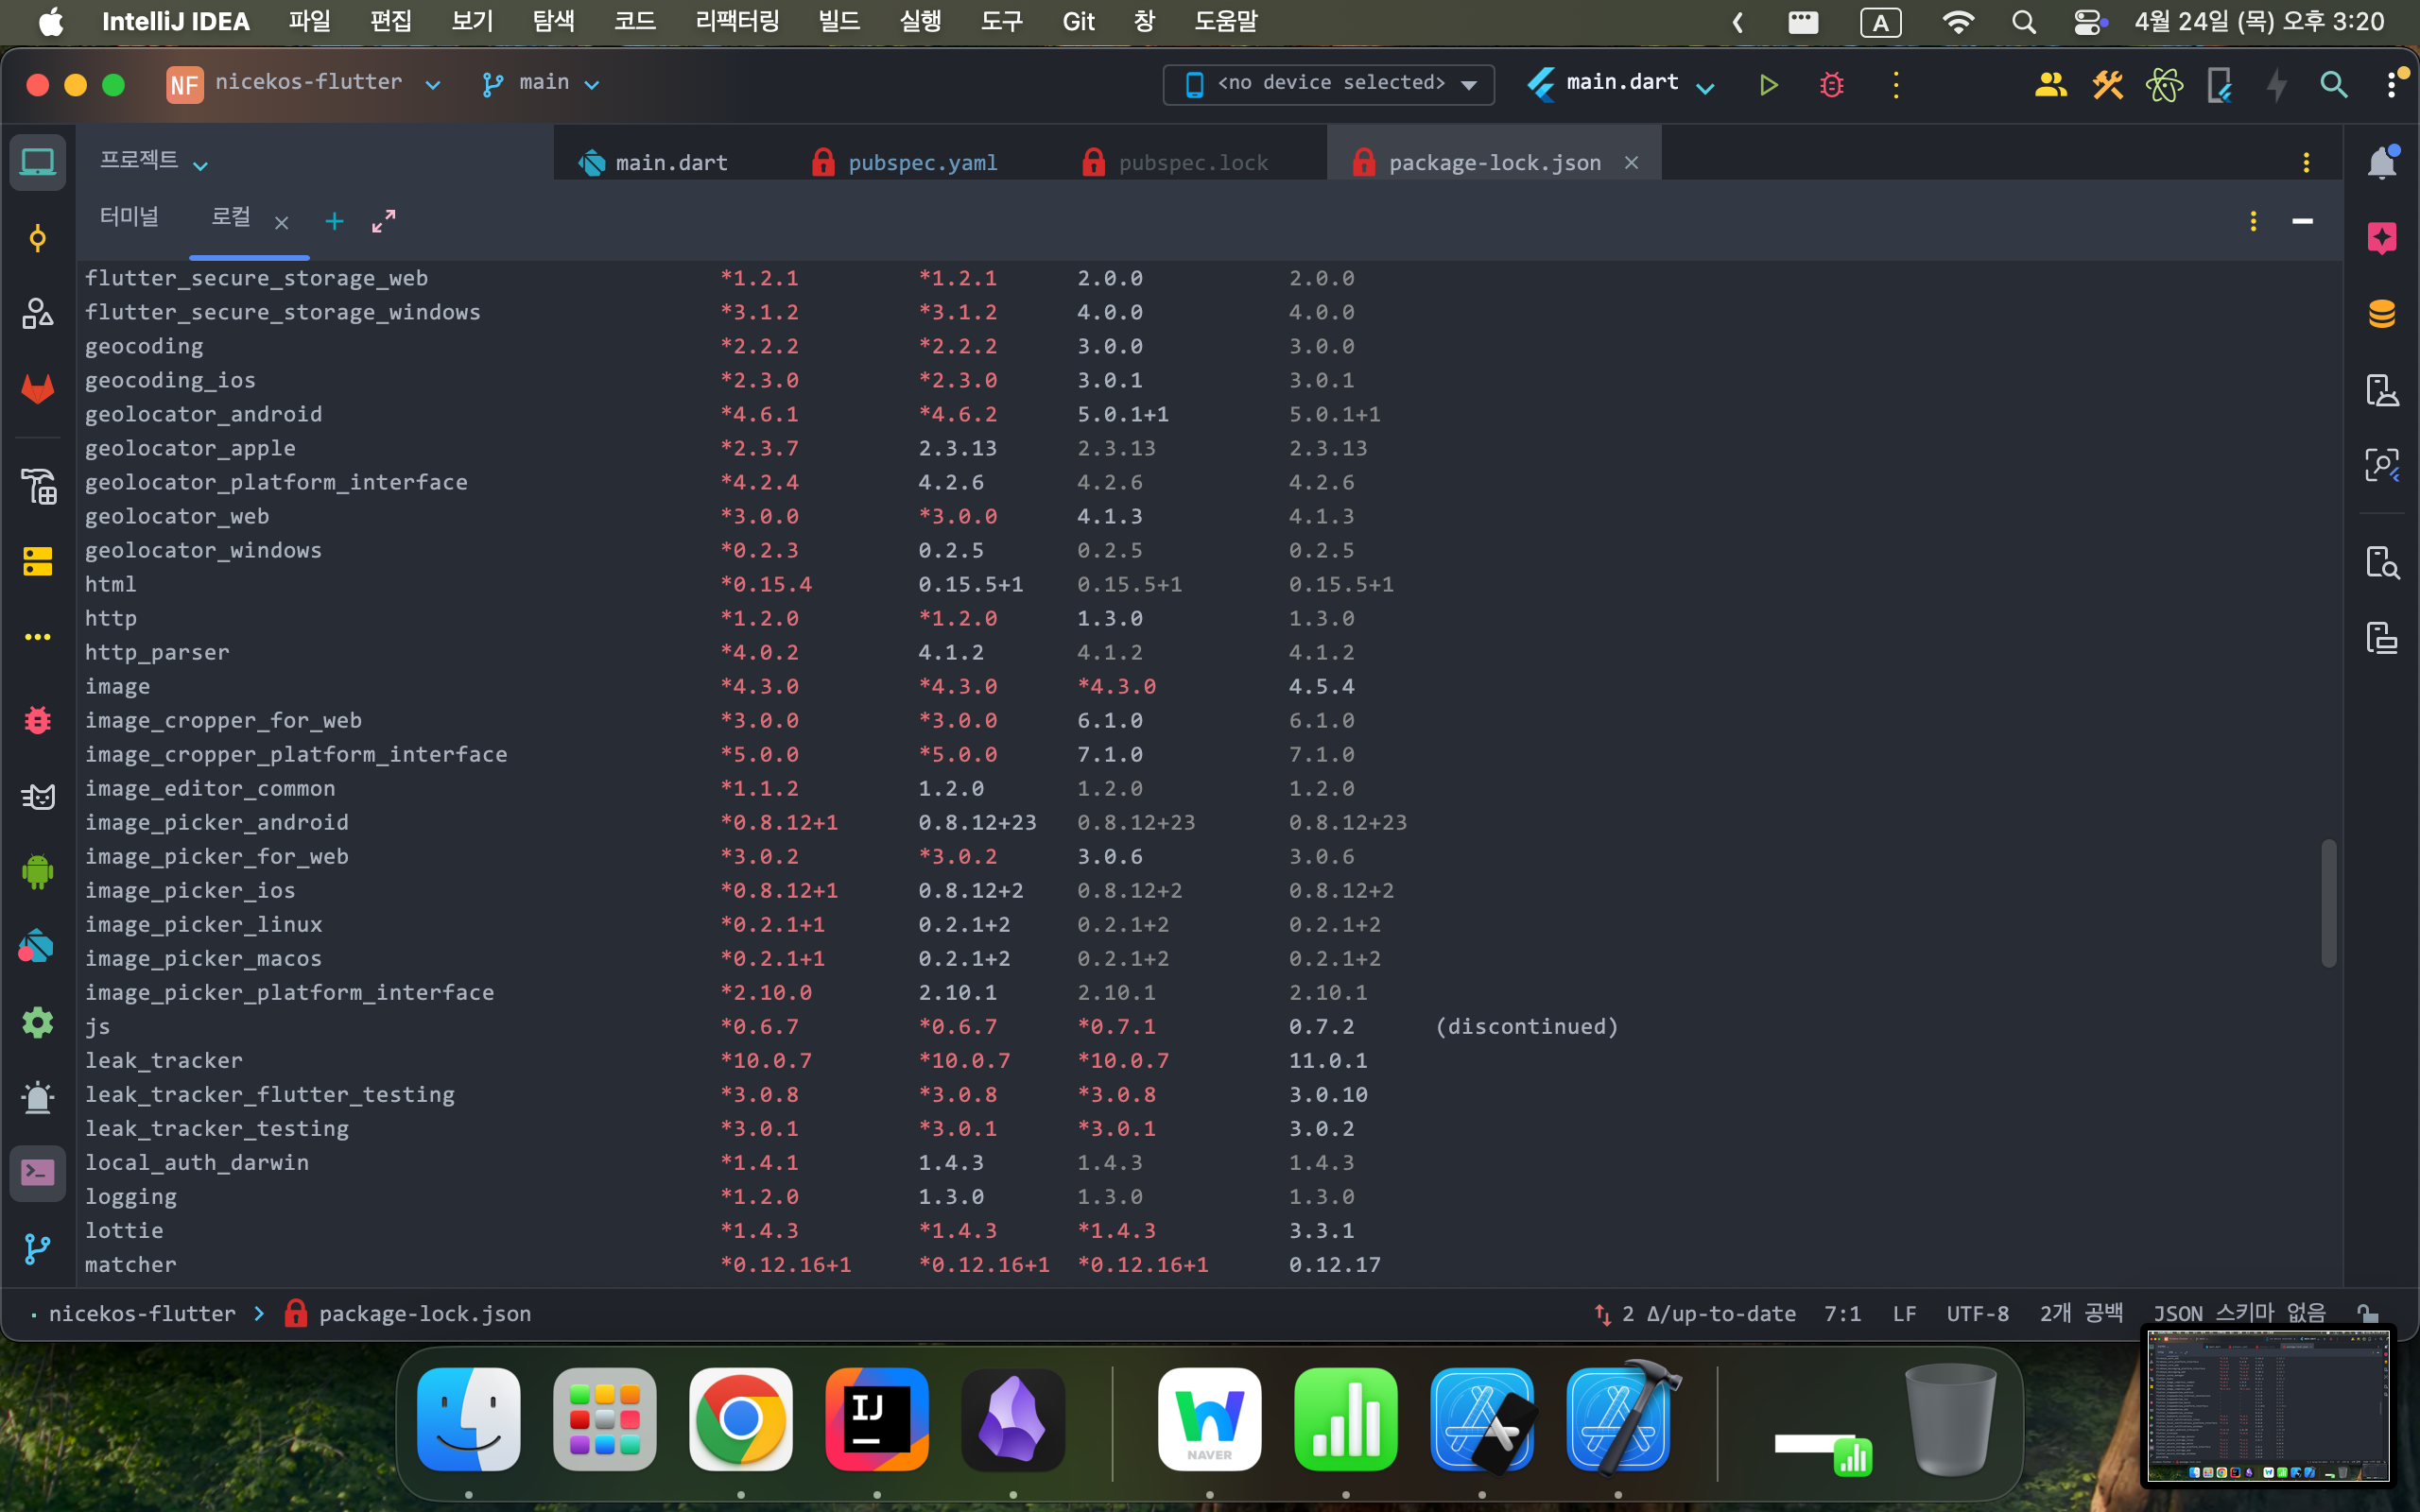 IntelliJ IDEA 파일 편집 보기 탐색 코드 리팩터링 빌드 실행 도구 Git 창 도움말 A 4월 24일 (목) 오후 3:20
NF nicekos-flutter main <no device selected> main.dart
프로젝트 main.dart pubspec.yaml pubspec.lock package-lock.json
터미널 로컬
flutter_secure_storage_web *1.2.1 *1.2.1 2.0.0 2.0.0
flutter_secure_storage_windows *3.1.2 *3.1.2 4.0.0 4.0.0
geocoding *2.2.2 *2.2.2 3.0.0 3.0.0
geocoding_ios *2.3.0 *2.3.0 3.0.1 3.0.1
geolocator_android *4.6.1 *4.6.2 5.0.1+1 5.0.1+1
geolocator_apple *2.3.7 2.3.13 2.3.13 2.3.13
geolocator_platform_interface *4.2.4 4.2.6 4.2.6 4.2.6
geolocator_web *3.0.0 *3.0.0 4.1.3 4.1.3
geolocator_windows *0.2.3 0.2.5 0.2.5 0.2.5
html *0.15.4 0.15.5+1 0.15.5+1 0.15.5+1
http *1.2.0 *1.2.0 1.3.0 1.3.0
http_parser *4.0.2 4.1.2 4.1.2 4.1.2
image *4.3.0 *4.3.0 *4.3.0 4.5.4
image_cropper_for_web *3.0.0 *3.0.0 6.1.0 6.1.0
image_cropper_platform_interface *5.0.0 *5.0.0 7.1.0 7.1.0
image_editor_common *1.1.2 1.2.0 1.2.0 1.2.0
image_picker_android *0.8.12+1 0.8.12+23 0.8.12+23 0.8.12+23
image_picker_for_web *3.0.2 *3.0.2 3.0.6 3.0.6
image_picker_ios *0.8.12+1 0.8.12+2 0.8.12+2 0.8.12+2
image_picker_linux *0.2.1+1 0.2.1+2 0.2.1+2 0.2.1+2
image_picker_macos *0.2.1+1 0.2.1+2 0.2.1+2 0.2.1+2
image_picker_platform_interface *2.10.0 2.10.1 2.10.1 2.10.1
js *0.6.7 *0.6.7 *0.7.1 0.7.2 (discontinued)
leak_tracker *10.0.7 *10.0.7 *10.0.7 11.0.1
leak_tracker_flutter_testing *3.0.8 *3.0.8 *3.0.8 3.0.10
leak_tracker_testing *3.0.1 *3.0.1 *3.0.1 3.0.2
local_auth_darwin *1.4.1 1.4.3 1.4.3 1.4.3
logging *1.2.0 1.3.0 1.3.0 1.3.0
lottie *1.4.3 *1.4.3 *1.4.3 3.3.1
matcher *0.12.16+1 *0.12.16+1 *0.12.16+1 0.12.17
nicekos-flutter package-lock.json 2 Δ/up-to-date 7:1 LF UTF-8 2개 공백 JSON 스키마 없음
IJ NAVER